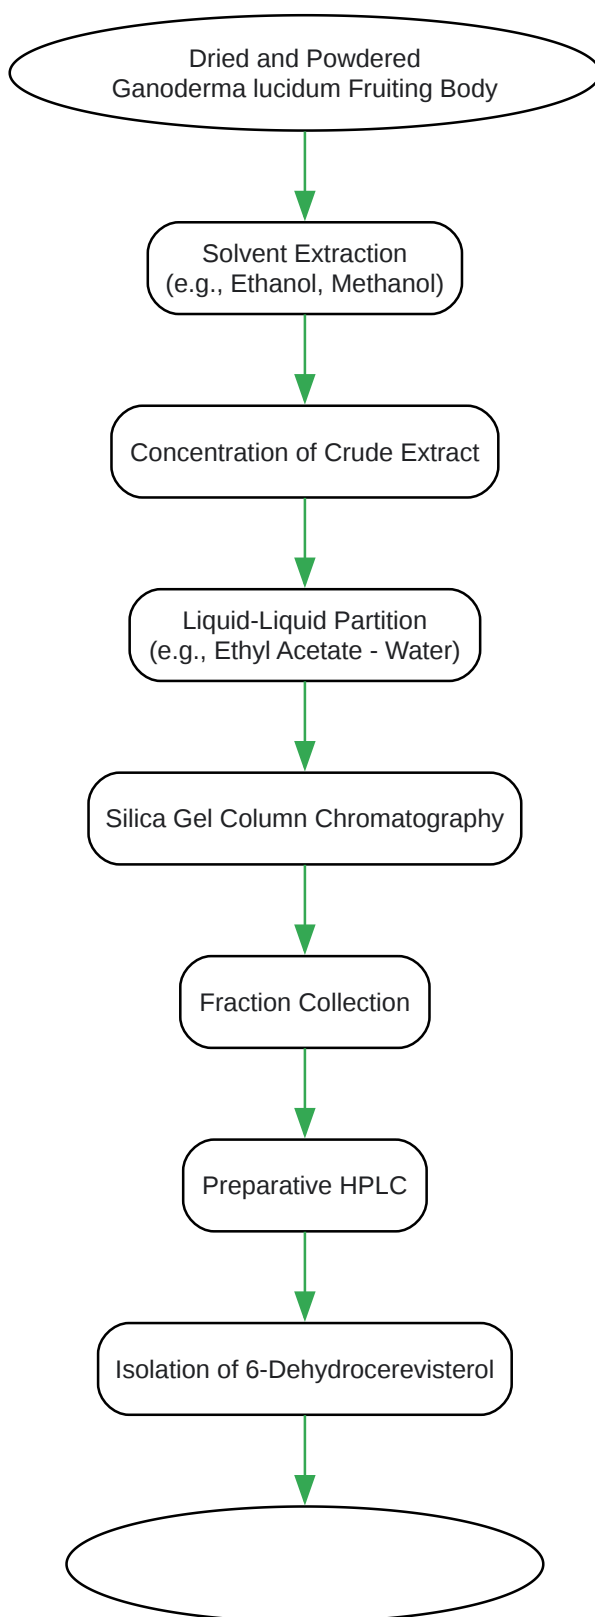 Dried and Powdered
Ganoderma lucidum Fruiting Body
Solvent Extraction
(e.g., Ethanol, Methanol)
Concentration of Crude Extract
Liquid-Liquid Partition
(e.g., Ethyl Acetate - Water)
Silica Gel Column Chromatography
Fraction Collection
Preparative HPLC
Isolation of 6-Dehydrocerevisterol